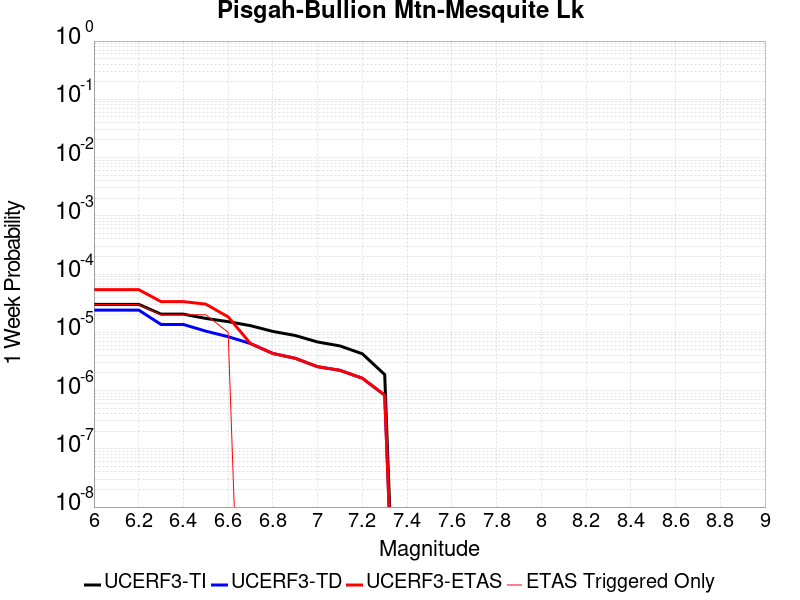 Pisgah-Bullion Mtn-Mesquite Lk
1 Week Probability
10^0
10^-1
10^-2
10^-3
10^-4
10^-5
10^-6
10^-7
10^-8
6 6.2 6.4 6.6 6.8 7 7.2 7.4 7.6 7.8 8 8.2 8.4 8.6 8.8 9
Magnitude
UCERF3-TI UCERF3-TD UCERF3-ETAS ETAS Triggered Only